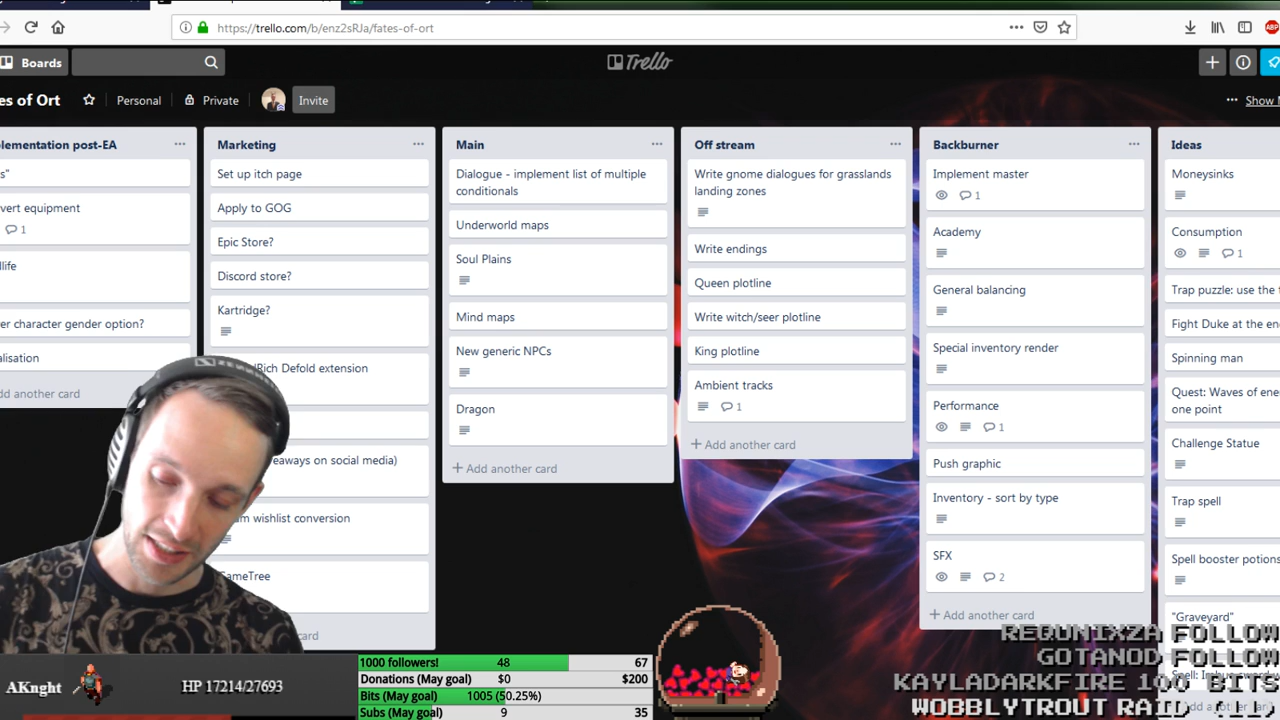 https://trello.com/b/enz2sRJa/fates-of-ort
Boards
Trello
es of Ort
Personal
Private
Invite
Show
lementation post-EA
s"
vert equipment
1
life
er character gender option?
alisation
dd another card
Marketing
Set up itch page
Apply to GOG
Epic Store?
Discord store?
Kartridge?
Rich Defold extension
eaways on social media)
am wishlist conversion
GameTree
card
Main
Dialogue - implement list of multiple
conditionals
Underworld maps
Soul Plains
Mind maps
New generic NPCs
Dragon
+ Add another card
Off stream
Write gnome dialogues for grasslands
landing zones
Write endings
Queen plotline
Write witch/seer plotline
King plotline
Ambient tracks
1
+ Add another card
Backburner
Implement master
1
Academy
General balancing
Special inventory render
Performance
1
Push graphic
Inventory - sort by type
SFX
2
+ Add another card
Ideas
Moneysinks
Consumption
1
Trap puzzle: use the t
Fight Duke at the en
Spinning man
Quest: Waves of ene
one point
Challenge Statue
Trap spell
Spell booster potions
"Graveyard"
REQUNIXZA FOLLOW
GOTANOD FOLLOW
KAYLADARKFIRE 100 BITS
WOBBLYTROUT RAID
AKnght
HP 17214/27693
1000 followers! 48 67
Donations (May goal) $0 $200
Bits (May goal) 1005 (50.25%)
Subs (May goal) 9 35
ABP